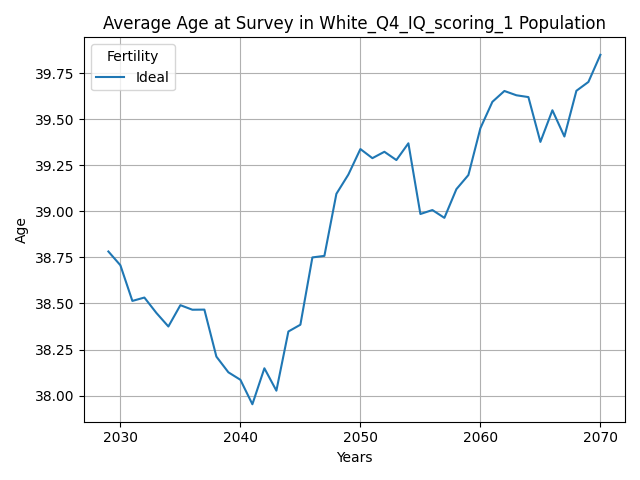 Average Age at Survey in White_Q4_IQ_scoring_1 Population
Fertility
Ideal
39.75
39.50
39.25
39.00
38.75
38.50
38.25
38.00
Age
2030 2040 2050 2060 2070
Years